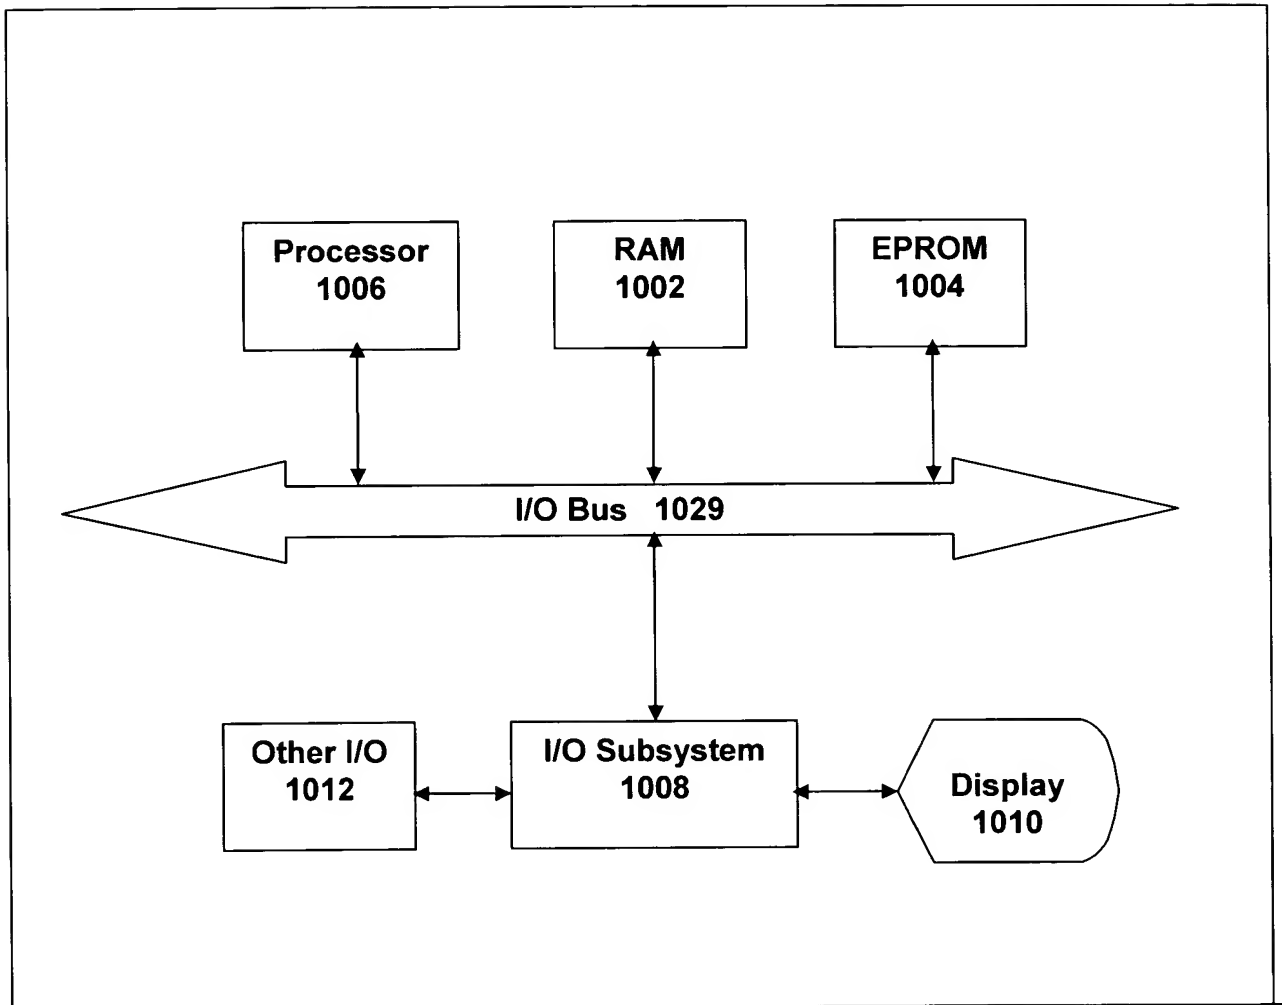 Processor
1006
RAM
1002
EPROM
1004
I/O Bus 1029
Other I/O
1012
I/O Subsystem
1008
Display
1010